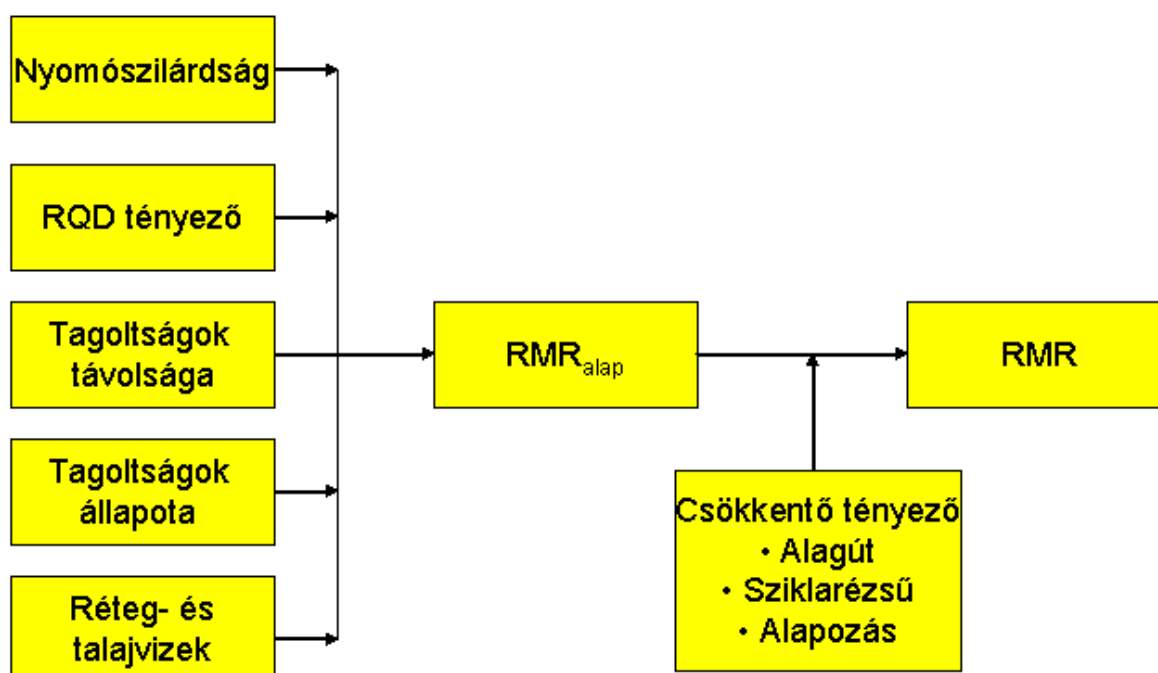 Nyomószilárdság
RQD tényező
Tagoltságok
távolsága
Tagoltságok
állapota
Réteg- és
talajvizek
RMRalap
Csökkentő tényező
• Alagút
• Sziklarézsű
• Alapozás
RMR